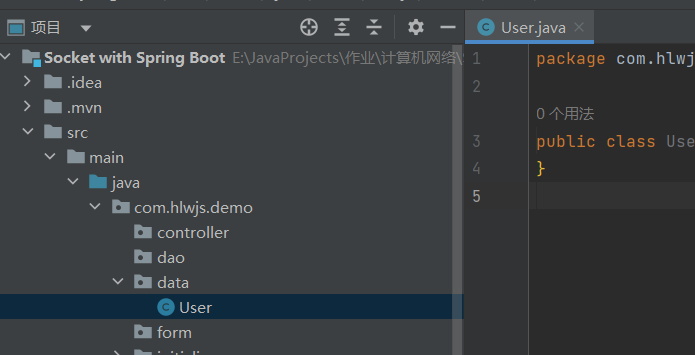 项目
Socket with Spring Boot E:\JavaProjects\作业\计算机网络\
.idea
.mvn
src
main
java
com.hlwjs.demo
controller
dao
data
User
form
User.java
1 package com.hlwj
2
0 个用法
3 public class Use
4 }
5